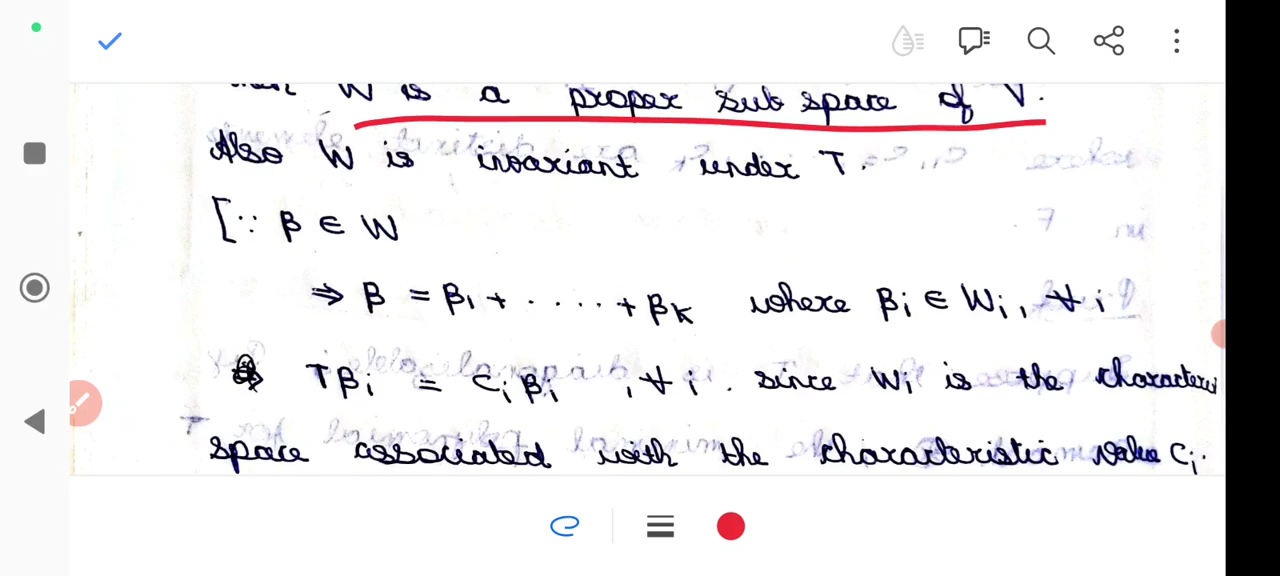 W is a proper sub space of V.
Also W is invariant under T.
[∵ β ∈ W
⇒ β = β₁ + . . . . . + βₖ where βᵢ ∈ Wᵢ, ∀ i
⇒ Tβᵢ = cᵢβᵢ , ∀ i. since Wᵢ is the character
space associated with the characteristic value cᵢ.